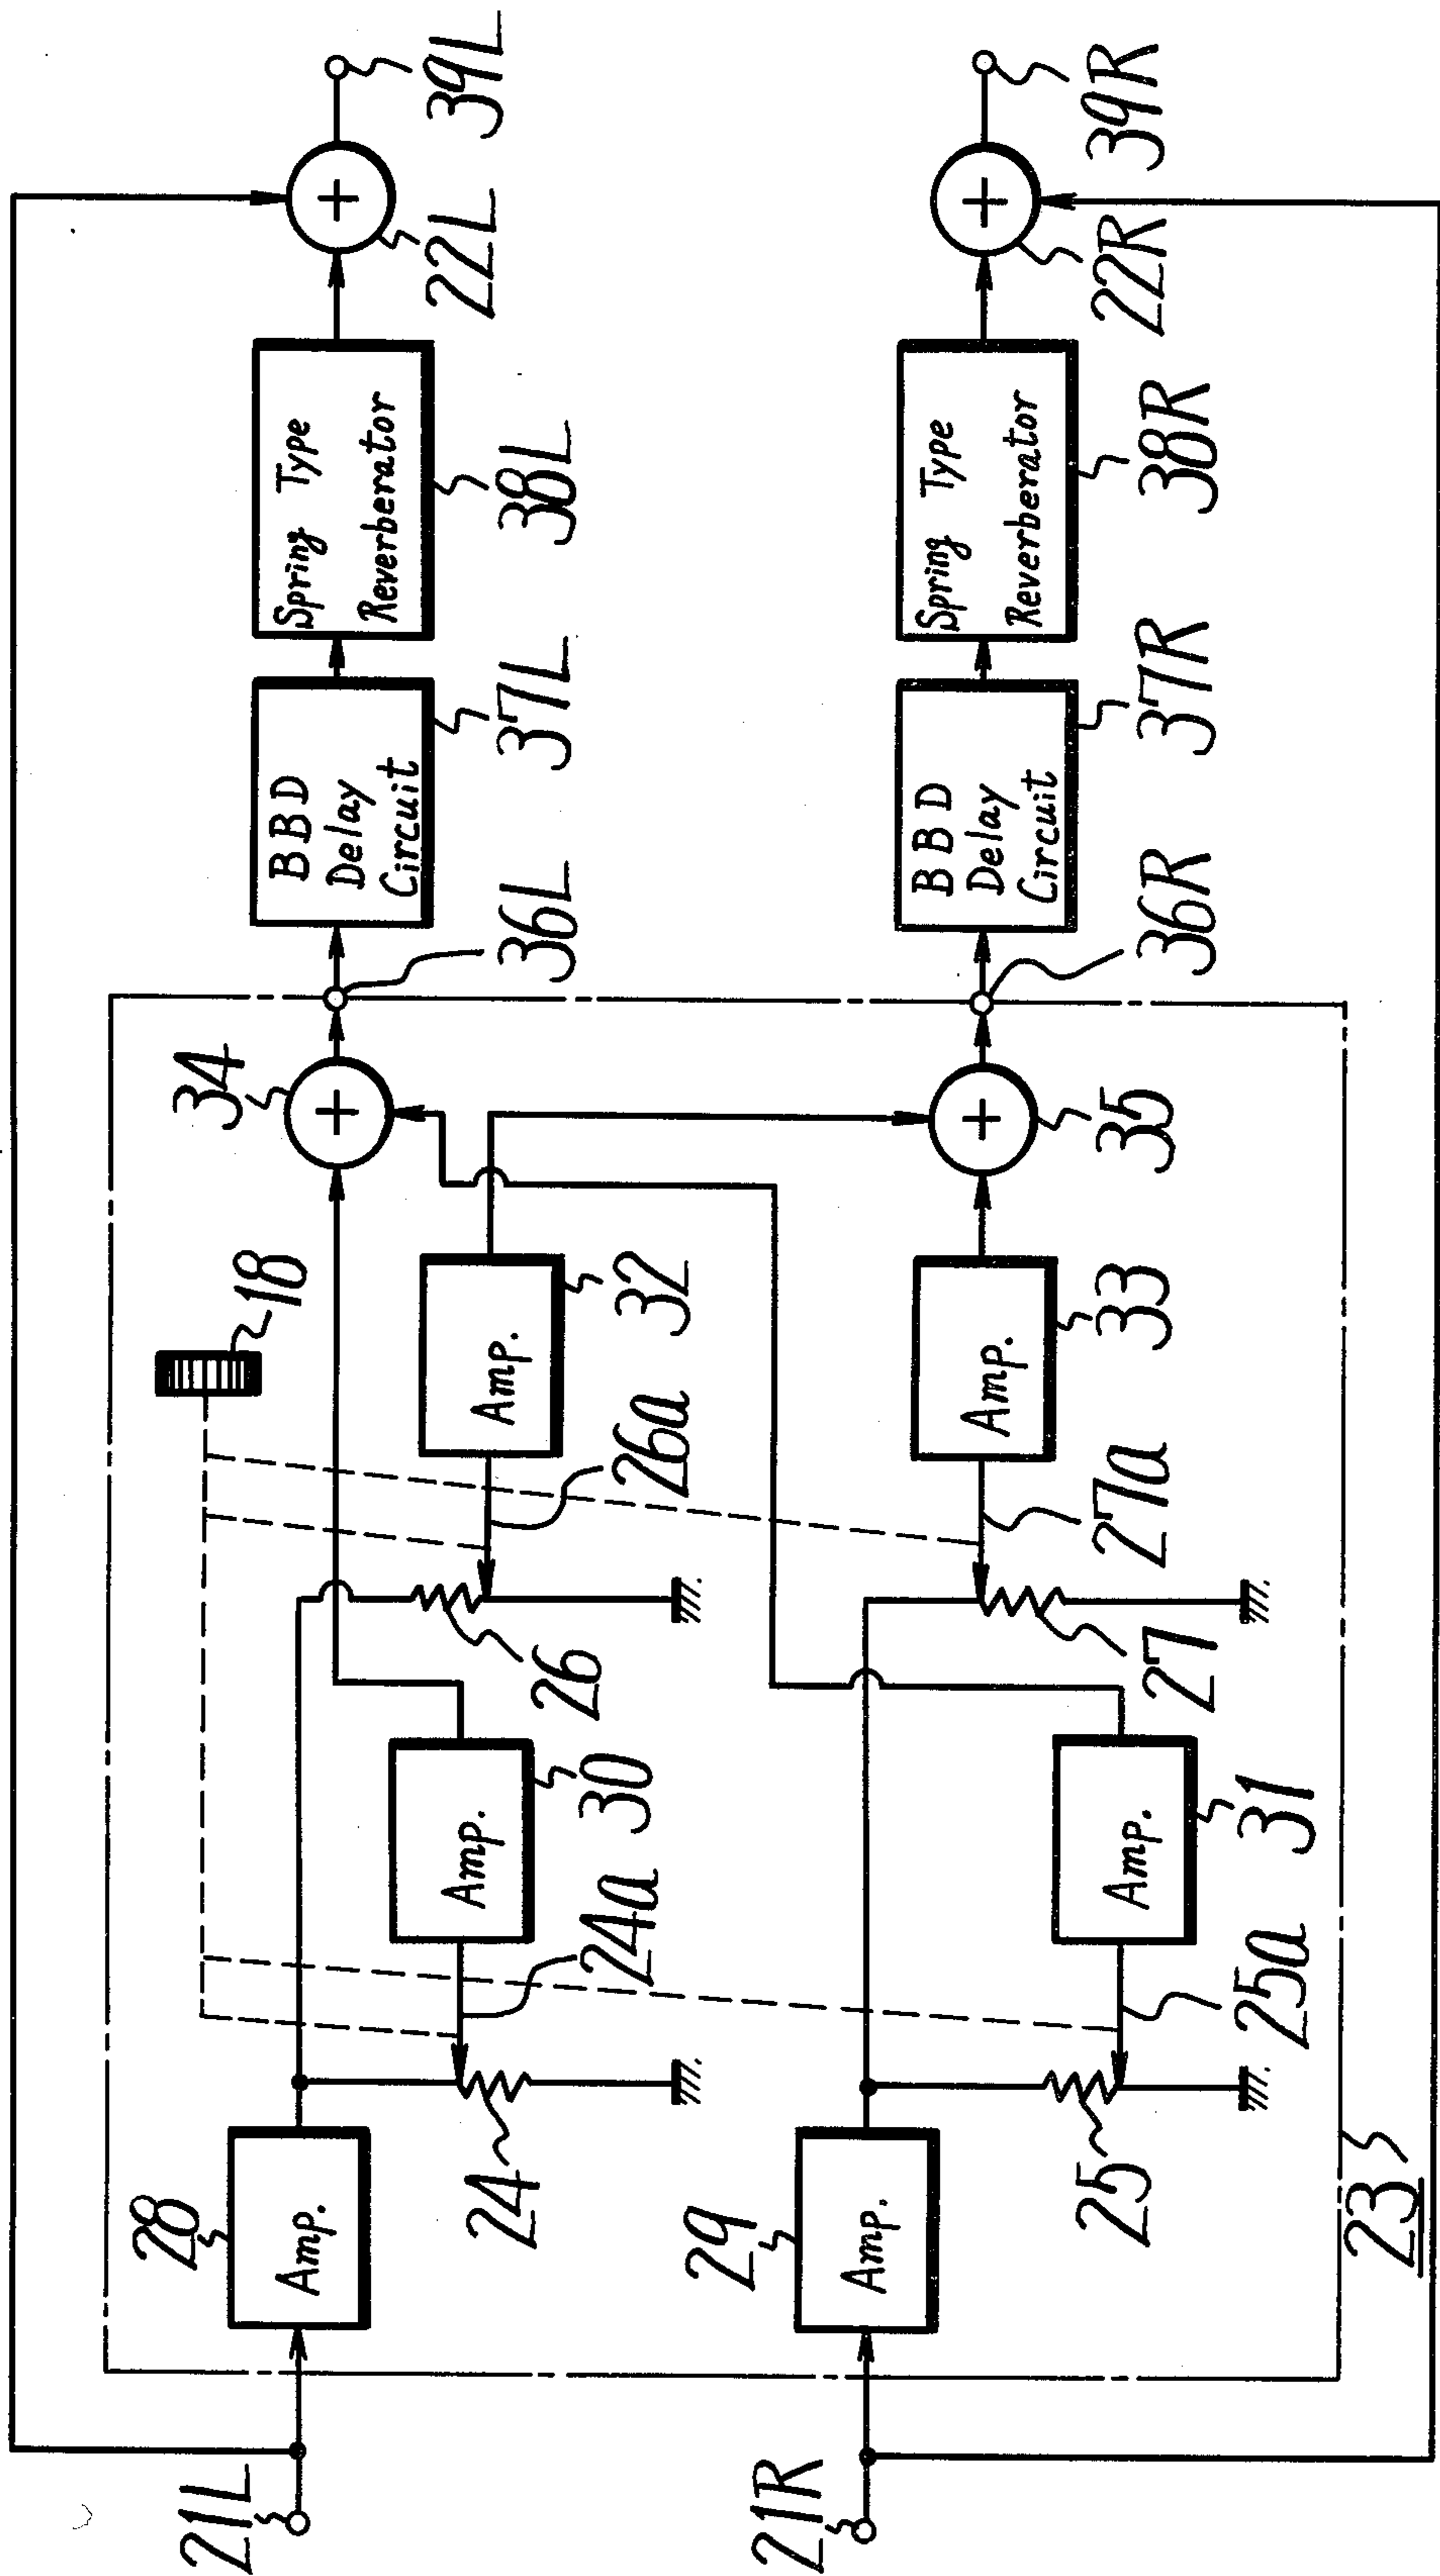 21L
28
Amp.
24
24a
Amp.
30
26
26a
Amp.
32
18
34
36L
BBD
Delay
Circuit
37L
Spring Type
Reverberator
38L
22L
39L
21R
29
Amp.
25
25a
Amp.
31
27
27a
Amp.
33
35
36R
BBD
Delay
Circuit
37R
Spring Type
Reverberator
38R
22R
39R
23